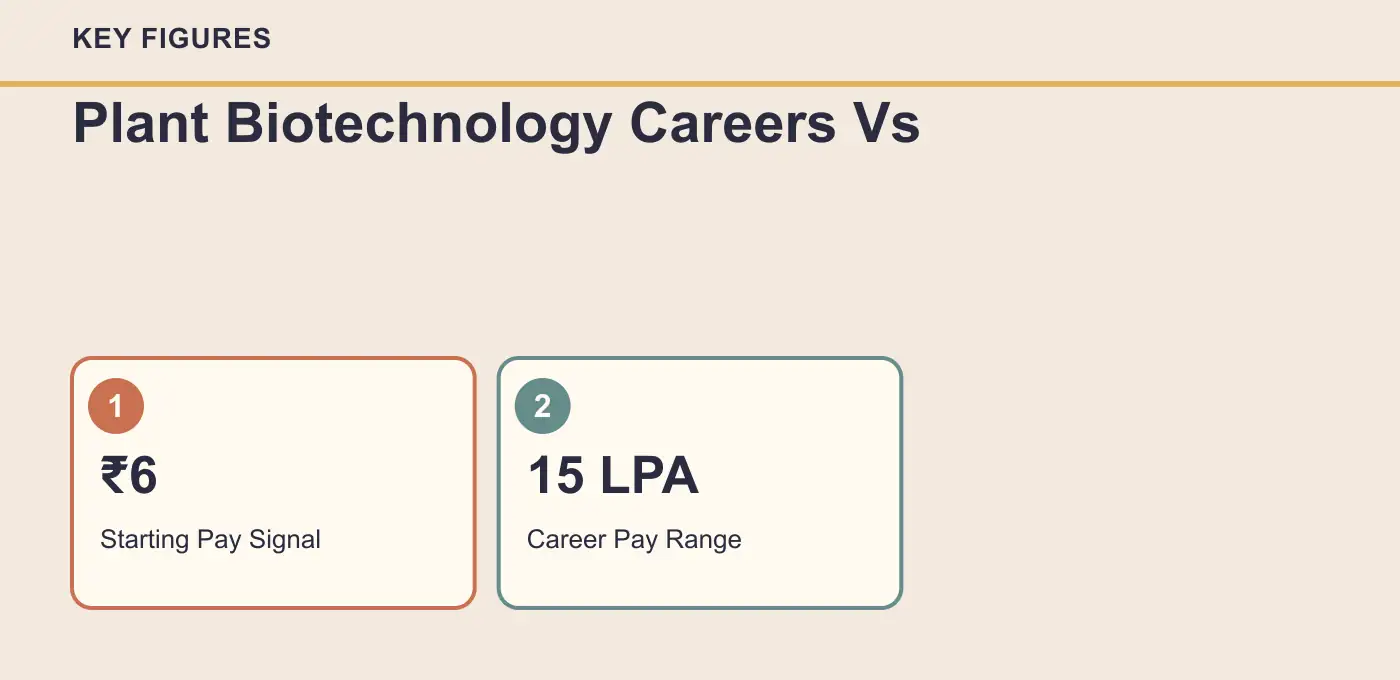 KEY FIGURES
Plant Biotechnology Careers Vs
1
₹6
Starting Pay Signal
2
15 LPA
Career Pay Range